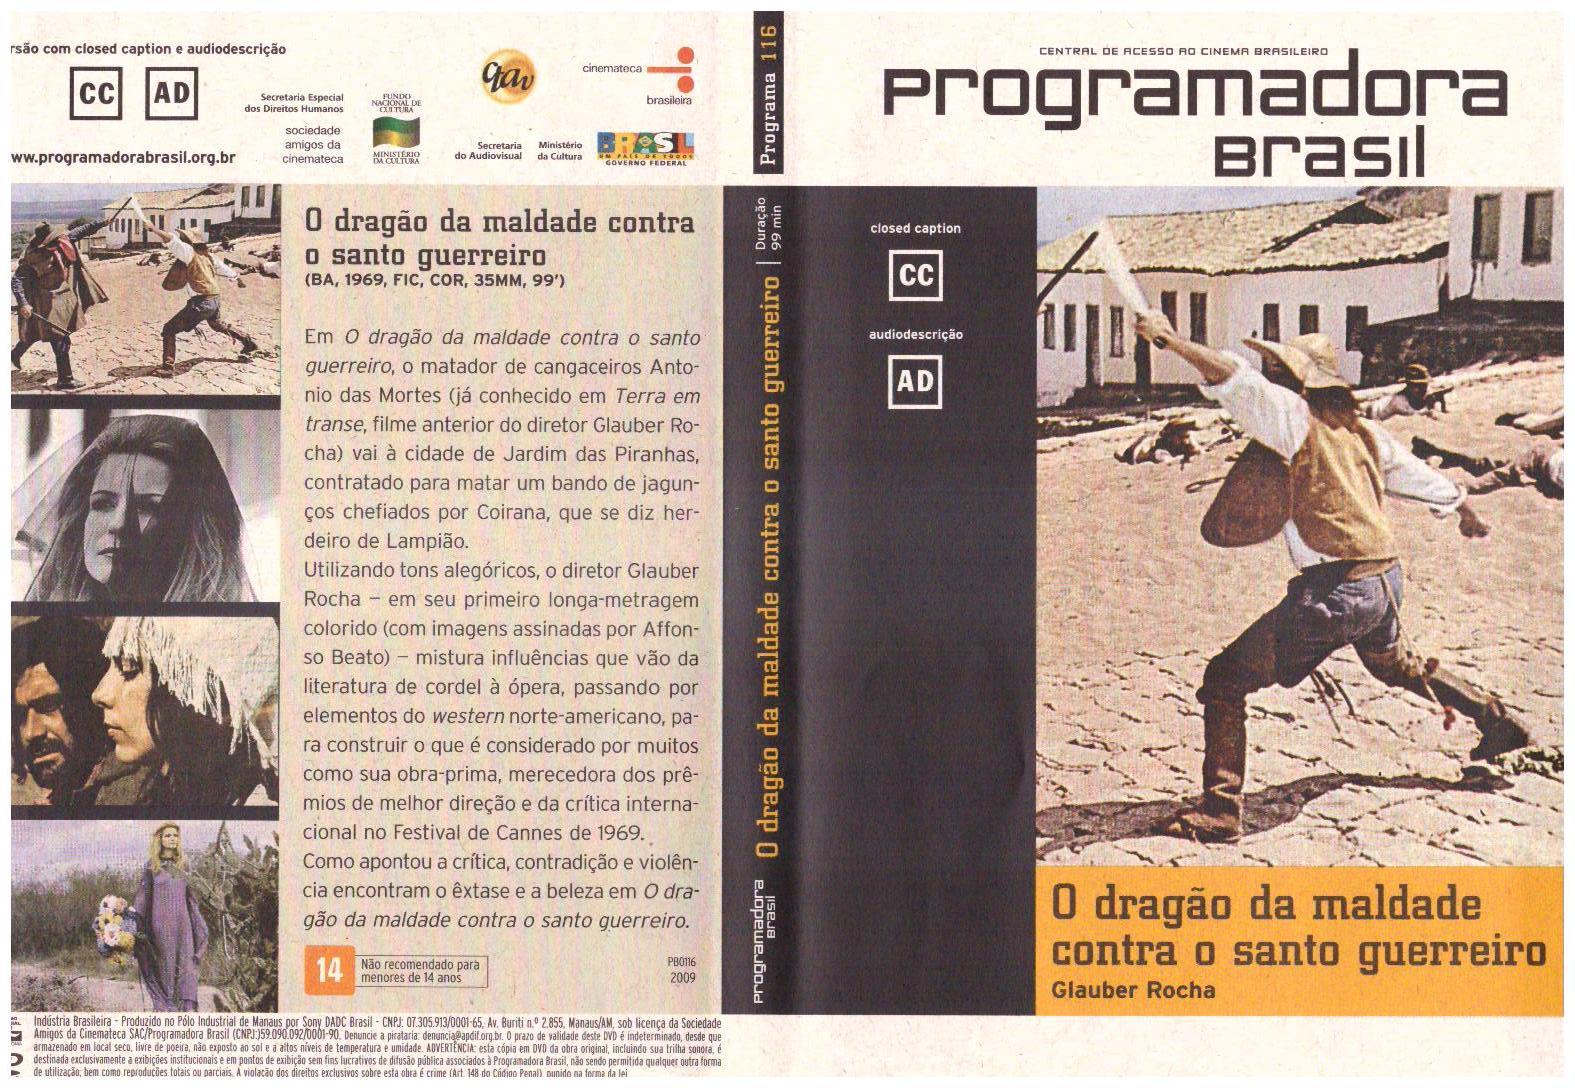 rsão com closed caption e audiodescrição
CC AD
www.programadorabrasil.org.br
Secretaria Especial
dos Direitos Humanos
sociedade
amigos da
cinemateca
FUNDO
NACIONAL DE
CULTURA
MINISTÉRIO
DA CULTURA
Secretaria
do Audiovisual
Ministério
da Cultura
cinemateca
brasileira
BRASIL
UM PAÍS DE TODOS
GOVERNO FEDERAL
O dragão da maldade contra
o santo guerreiro
(BA, 1969, FIC, COR, 35MM, 99’)
Em O dragão da maldade contra o santo
guerreiro, o matador de cangaceiros Anto-
nio das Mortes (já conhecido em Terra em
transe, filme anterior do diretor Glauber Ro-
cha) vai à cidade de Jardim das Piranhas,
contratado para matar um bando de jagun-
ços chefiados por Coirana, que se diz her-
deiro de Lampião.
Utilizando tons alegóricos, o diretor Glauber
Rocha – em seu primeiro longa-metragem
colorido (com imagens assinadas por Affon-
so Beato) – mistura influências que vão da
literatura de cordel à ópera, passando por
elementos do western norte-americano, pa-
ra construir o que é considerado por muitos
como sua obra-prima, merecedora dos prê-
mios de melhor direção e da crítica interna-
cional no Festival de Cannes de 1969.
Como apontou a crítica, contradição e violên-
cia encontram o êxtase e a beleza em O dra-
gão da maldade contra o santo guerreiro.
14
Não recomendado para
menores de 14 anos
PB0116
2009
Indústria Brasileira - Produzido no Pólo Industrial de Manaus por Sony DADC Brasil - CNPJ: 07.305.913/0001-65, Av. Buriti n.º 2.855, Manaus/AM, sob licença da Sociedade
Amigos da Cinemateca SAC/Programadora Brasil (CNPJ:)59.090.092/0001-90. Denuncie a pirataria: denuncia@apdif.org.br. O prazo de validade deste DVD é indeterminado, desde que
armazenado em local seco, livre de poeira, não exposto ao sol e a altos níveis de temperatura e umidade. ADVERTÊNCIA: esta cópia em DVD da obra original, incluindo sua trilha sonora, é
destinada exclusivamente a exibições institucionais e em pontos de exibição sem fins lucrativos de difusão pública associados à Programadora Brasil, não sendo permitida qualquer outra forma
de utilização, bem como reproduções totais ou parciais. A violação dos direitos exclusivos sobre esta obra é crime (Art. 148 do Código Penal), punido na forma da lei
Programa 116
Duração
99 min
O dragão da maldade contra o santo guerreiro
programadora
Brasil
CENTRAL DE ACESSO AO CINEMA BRASILEIRO
programadora
Brasil
closed caption
CC
audiodescrição
AD
O dragão da maldade
contra o santo guerreiro
Glauber Rocha